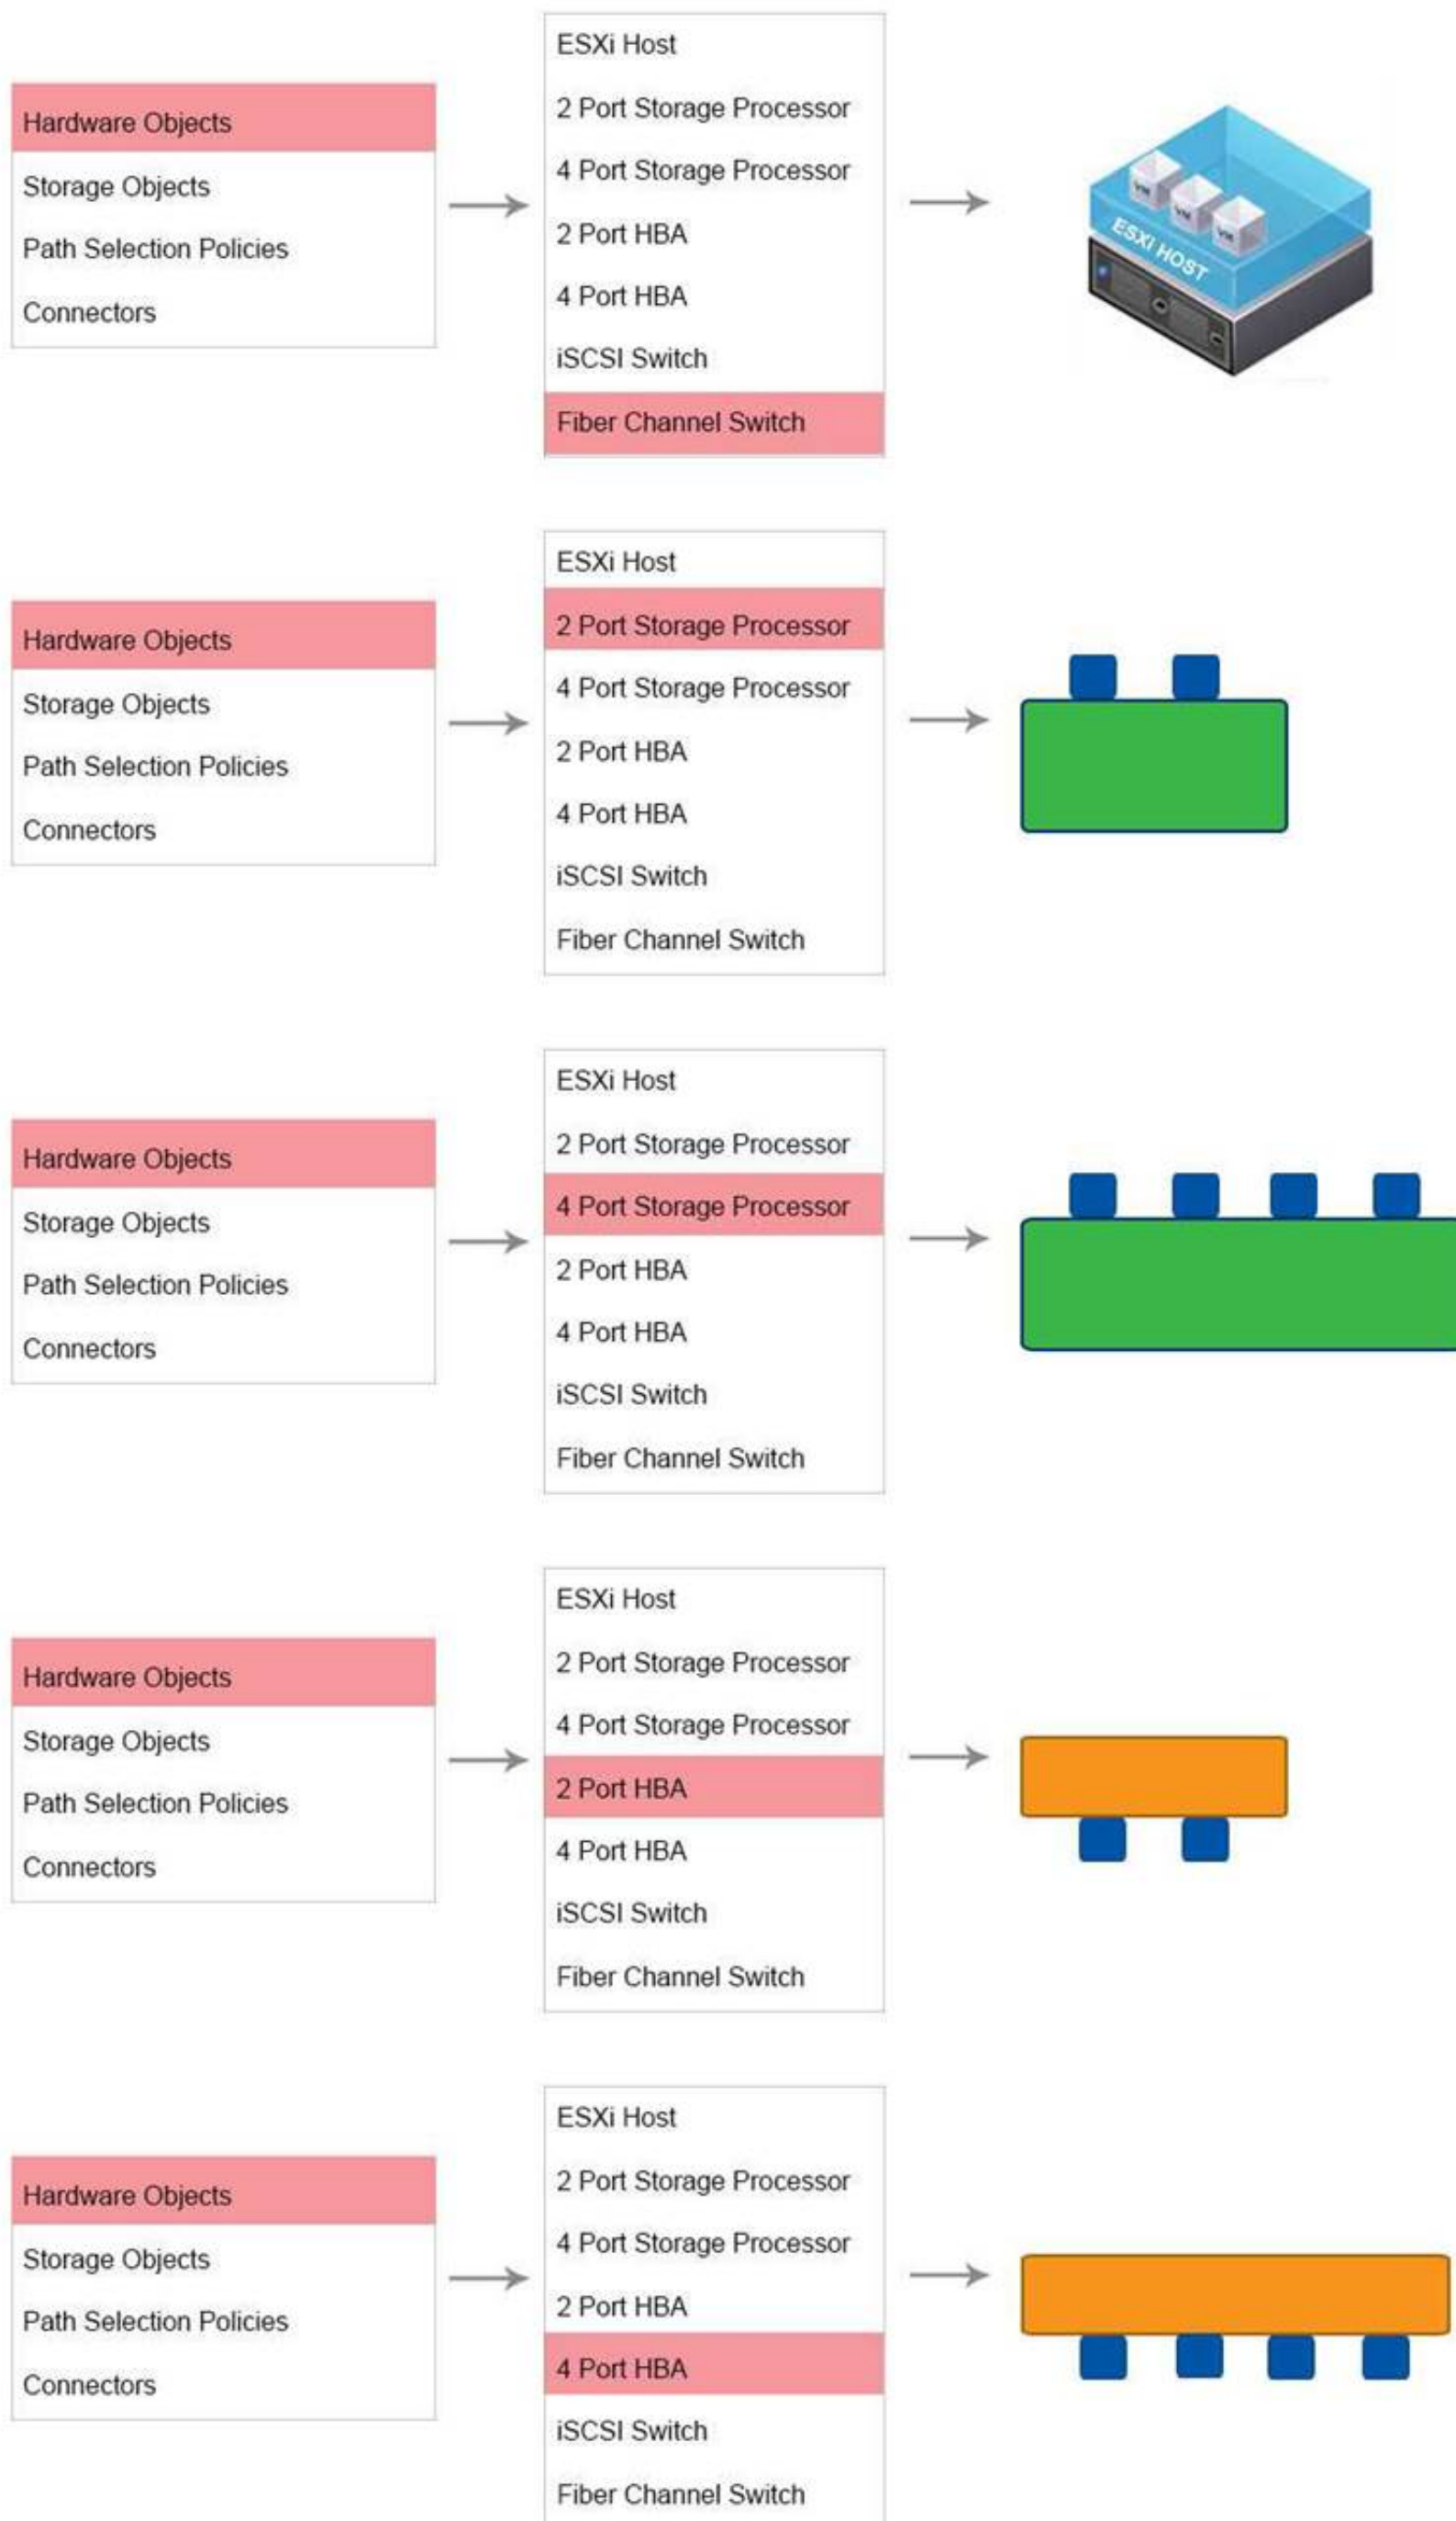 Hardware Objects
Storage Objects
Path Selection Policies
Connectors
ESXi Host
2 Port Storage Processor
4 Port Storage Processor
2 Port HBA
4 Port HBA
iSCSI Switch
Fiber Channel Switch
VM
VM
VM
ESXI HOST
Hardware Objects
Storage Objects
Path Selection Policies
Connectors
ESXi Host
2 Port Storage Processor
4 Port Storage Processor
2 Port HBA
4 Port HBA
iSCSI Switch
Fiber Channel Switch
Hardware Objects
Storage Objects
Path Selection Policies
Connectors
ESXi Host
2 Port Storage Processor
4 Port Storage Processor
2 Port HBA
4 Port HBA
iSCSI Switch
Fiber Channel Switch
Hardware Objects
Storage Objects
Path Selection Policies
Connectors
ESXi Host
2 Port Storage Processor
4 Port Storage Processor
2 Port HBA
4 Port HBA
iSCSI Switch
Fiber Channel Switch
Hardware Objects
Storage Objects
Path Selection Policies
Connectors
ESXi Host
2 Port Storage Processor
4 Port Storage Processor
2 Port HBA
4 Port HBA
iSCSI Switch
Fiber Channel Switch